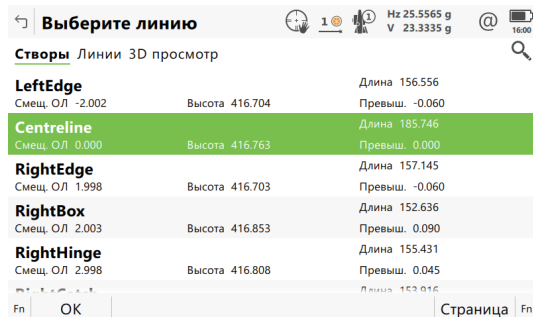 Выберите линию
1
1
Hz 25.5565 g
V 23.3335 g
@
16:00
Створы Линии 3D просмотр
LeftEdge
Длина 156.556
Смещ. ОЛ -2.002 Высота 416.704 Превыш. -0.060
Centreline
Длина 185.746
Смещ. ОЛ 0.000 Высота 416.763 Превыш. 0.000
RightEdge
Длина 157.145
Смещ. ОЛ 1.998 Высота 416.703 Превыш. -0.060
RightBox
Длина 152.636
Смещ. ОЛ 2.003 Высота 416.853 Превыш. 0.090
RightHinge
Длина 155.431
Смещ. ОЛ 2.998 Высота 416.808 Превыш. 0.045
Длина 153.916
Fn OK Страница Fn